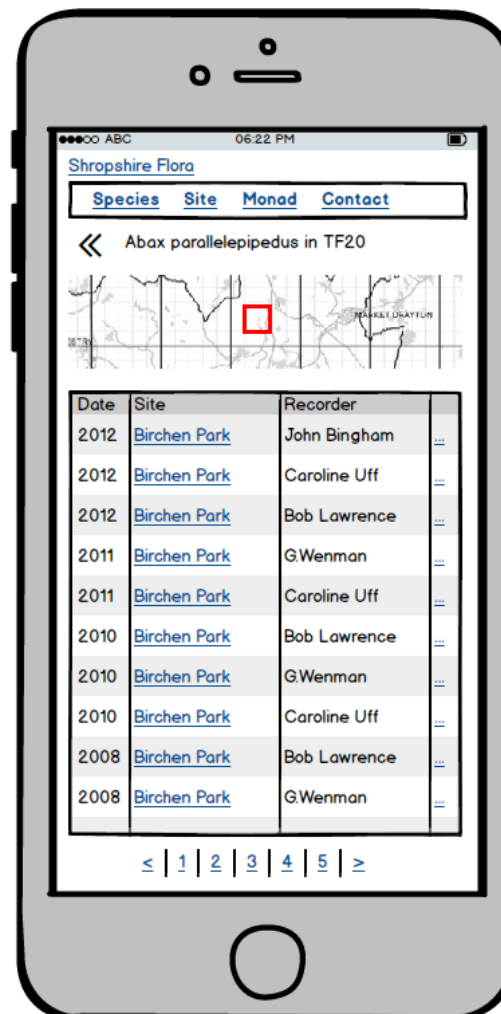 ABC 06:22 PM
Shropshire Flora
Species Site Monad Contact
Abax parallelepipedus in TF20
MARKET DRAYTON
Date Site Recorder
2012 Birchen Park John Bingham ...
2012 Birchen Park Caroline Uff ...
2012 Birchen Park Bob Lawrence ...
2011 Birchen Park G.Wenman ...
2011 Birchen Park Caroline Uff ...
2010 Birchen Park Bob Lawrence ...
2010 Birchen Park G.Wenman ...
2010 Birchen Park Caroline Uff ...
2008 Birchen Park Bob Lawrence ...
2008 Birchen Park G.Wenman ...
< | 1 | 2 | 3 | 4 | 5 | >